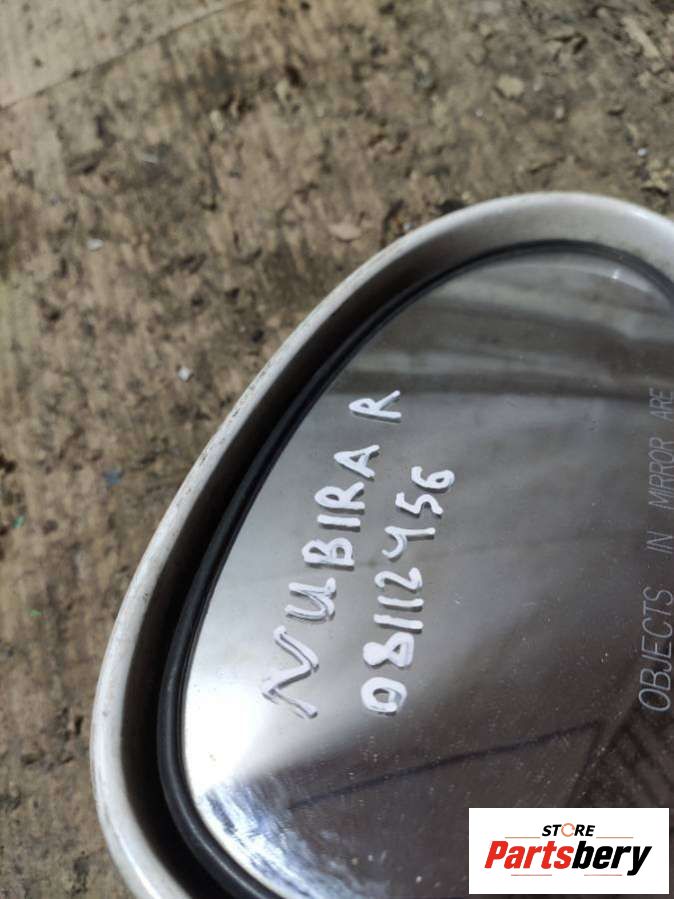 NUBIRA R
08112456
OBJECTS IN MIRROR ARE
STORE
Partsbery